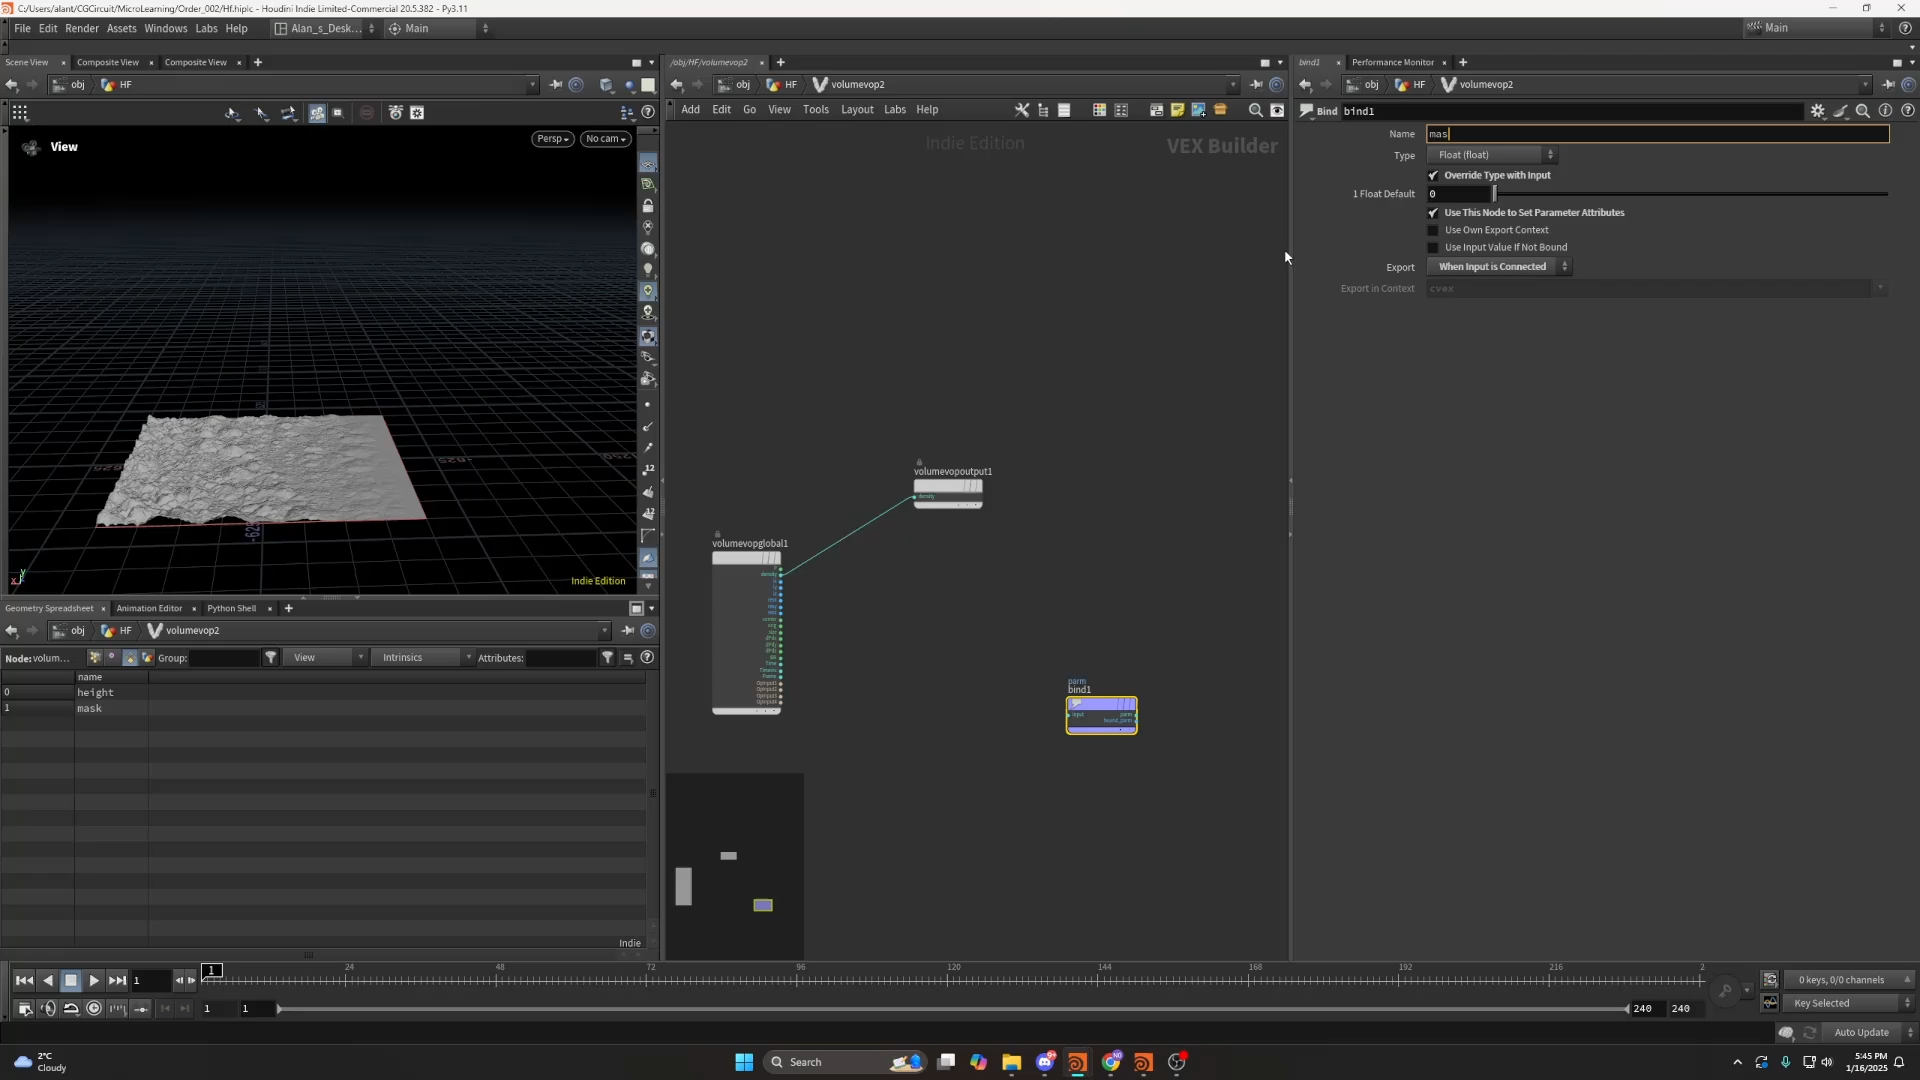 C:/Users/alant/CGCircuit/MicroLearning/Order_002/Hf.hiplc - Houdini Indie Limited-Commercial 20.5.382 - Py3.11
File Edit Render Assets Windows Labs Help Alan_s_Desk... Main Main
Scene View Composite View Composite View
obj HF
View
Persp No cam
Indie Edition
Geometry Spreadsheet Animation Editor Python Shell
obj HF volumevop2
Node: volum... Group: View Intrinsics Attributes:
name
0 height
1 mask
Indie
/obj/HF/volumevop2
obj HF volumevop2
Add Edit Go View Tools Layout Labs Help
Indie Edition
VEX Builder
volumevopoutput1
density
volumevopglobal1
density
parm
bind1
input parm
bound_parm
bind1 Performance Monitor
obj HF volumevop2
Bind bind1
Name mas
Type Float (float)
Override Type with Input
1 Float Default 0
Use This Node to Set Parameter Attributes
Use Own Export Context
Use Input Value If Not Bound
Export When Input is Connected
Export in Context cvex
1 1 24 48 72 96 120 144 168 192 216 2
0 keys, 0/0 channels
1 1 240 240
Key Selected
Auto Update
2°C
Cloudy
Search
5:45 PM
1/16/2025